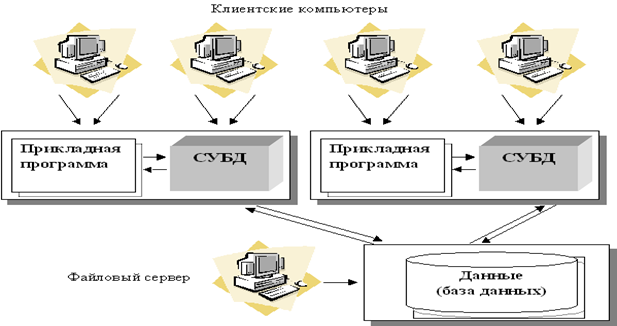 Клиентские компьютеры
Прикладная
программа
СУБД
Прикладная
программа
СУБД
Файловый сервер
Данные
(база данных)